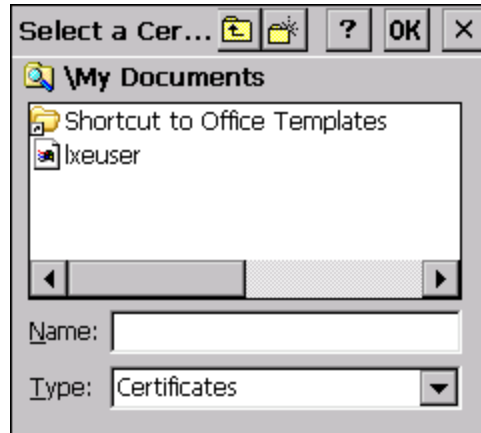 Select a Cer... ? OK ×
\My Documents
Shortcut to Office Templates
lxeuser
Name:
Type: Certificates